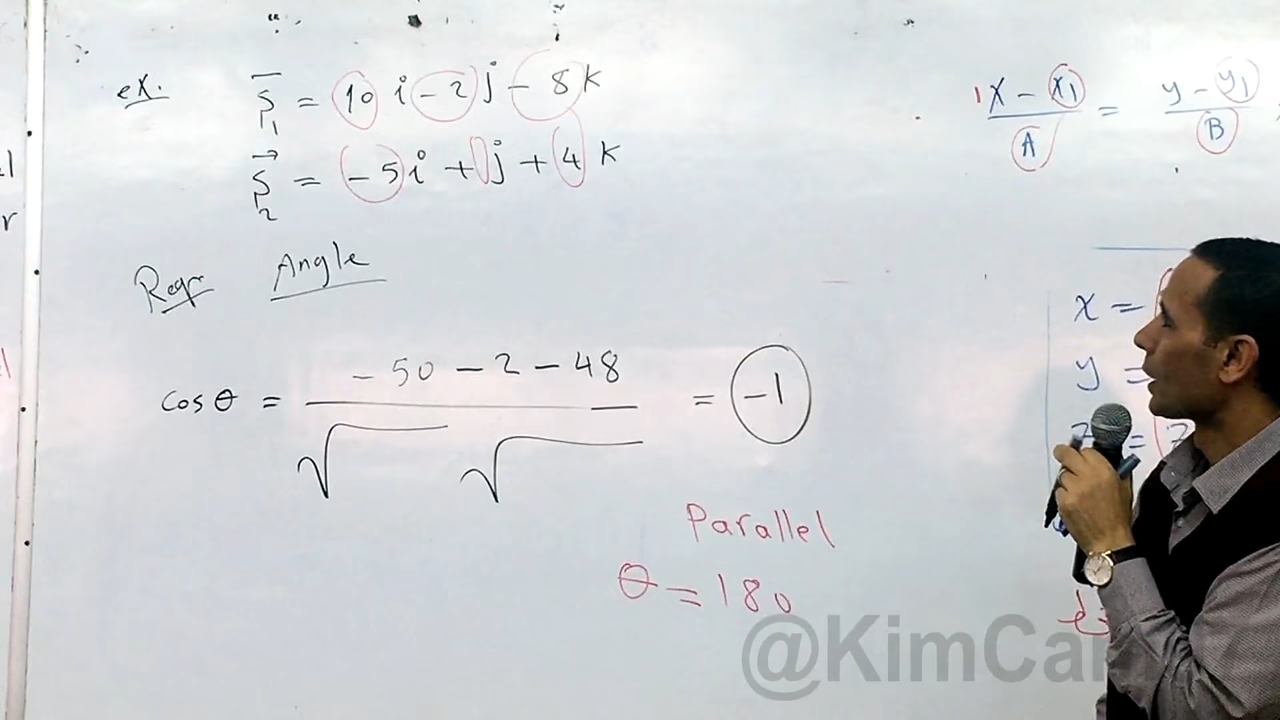 ex. S₁ = 10 i - 2 j - 8 k
S₂ = - 5 i + j + 4 k
Reqr Angle
cos θ = - 50 - 2 - 48 / √ √ = -1
Parallel
θ = 180
x - x₁ / A = y - y₁ / B
x =
y =
z =
@KimCa